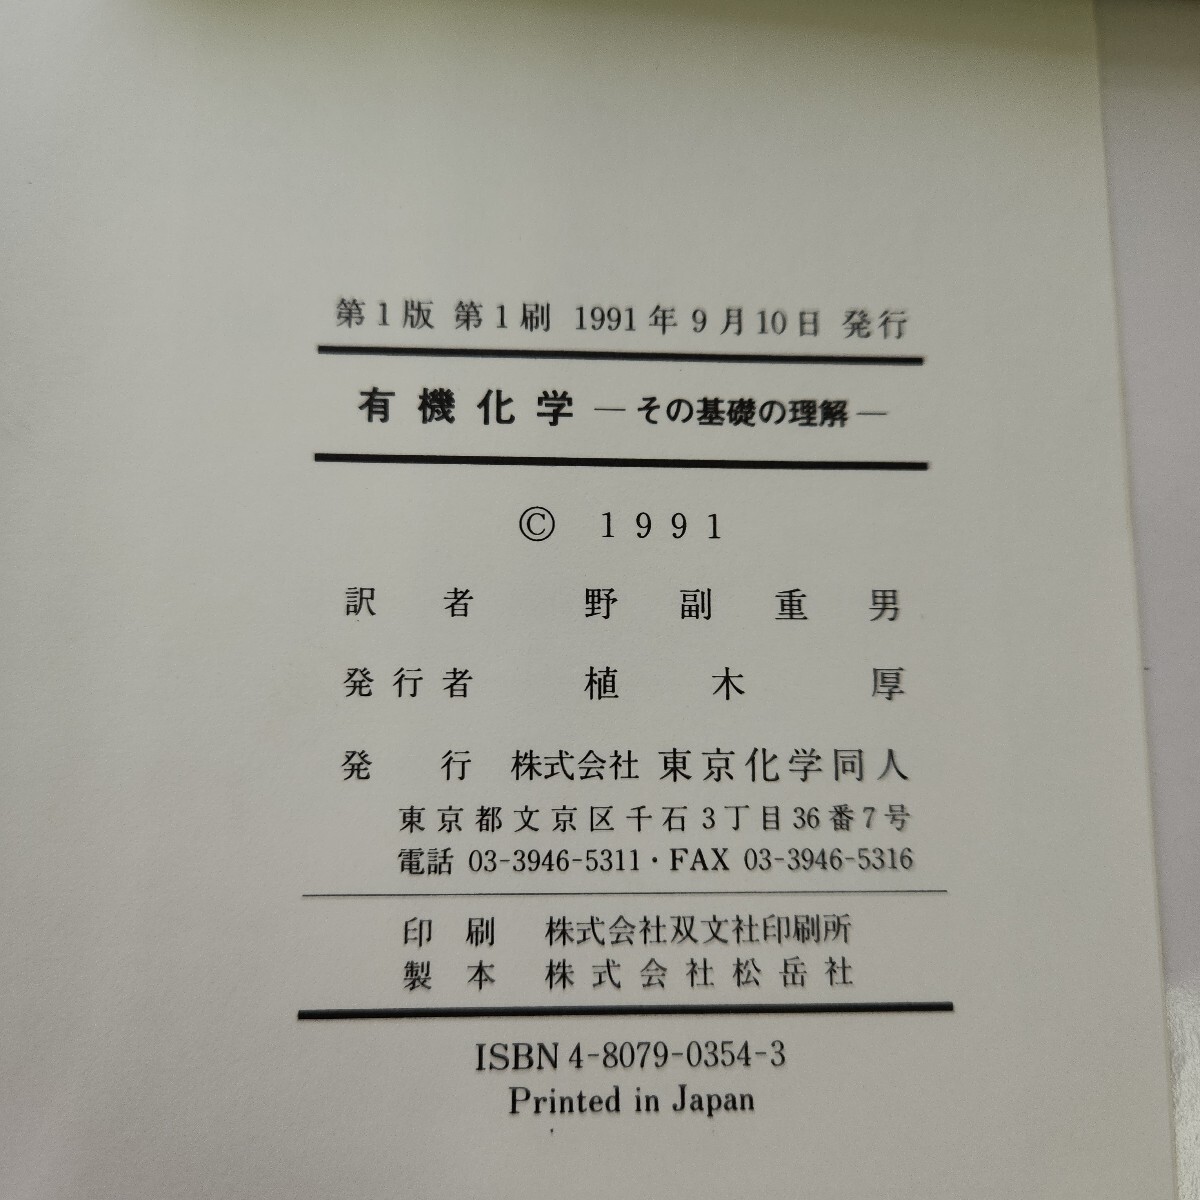 第1版 第1刷 1991年9月10日 発行
有機化学 ― その基礎の理解 ―
© 1991
訳者 野副重男
発行者 植木厚
発行 株式会社 東京化学同人
東京都文京区千石3丁目36番7号
電話 03-3946-5311・FAX 03-3946-5316
印刷 株式会社双文社印刷所
製本 株式会社松岳社
ISBN 4-8079-0354-3
Printed in Japan